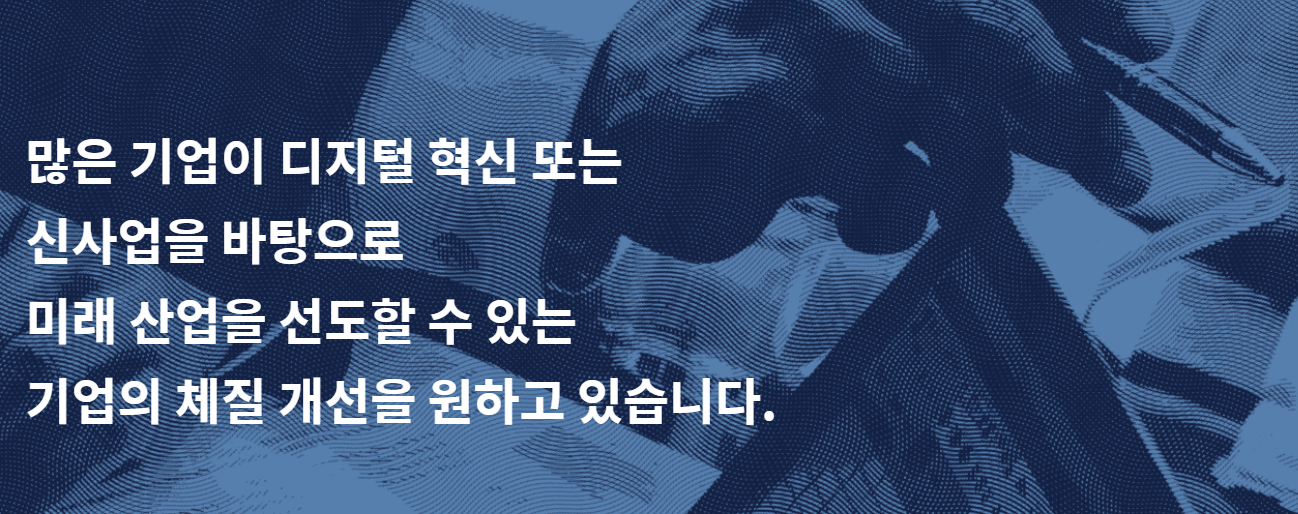 많은 기업이 디지털 혁신 또는
신사업을 바탕으로
미래 산업을 선도할 수 있는
기업의 체질 개선을 원하고 있습니다.